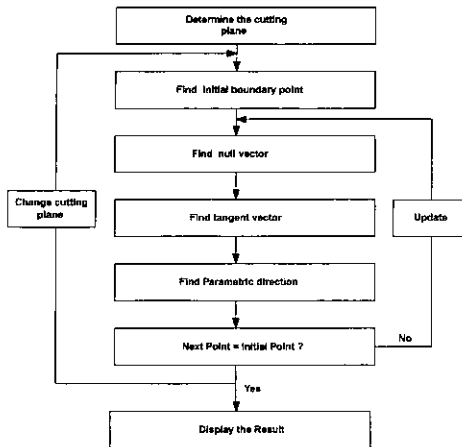 Determine the cutting
plane
Find Initial boundary point
Find null vector
Change cutting
plane
Find tangent vector
Update
Find Parametric direction
Next Point = Initial Point ?
No
Yes
Display the Result